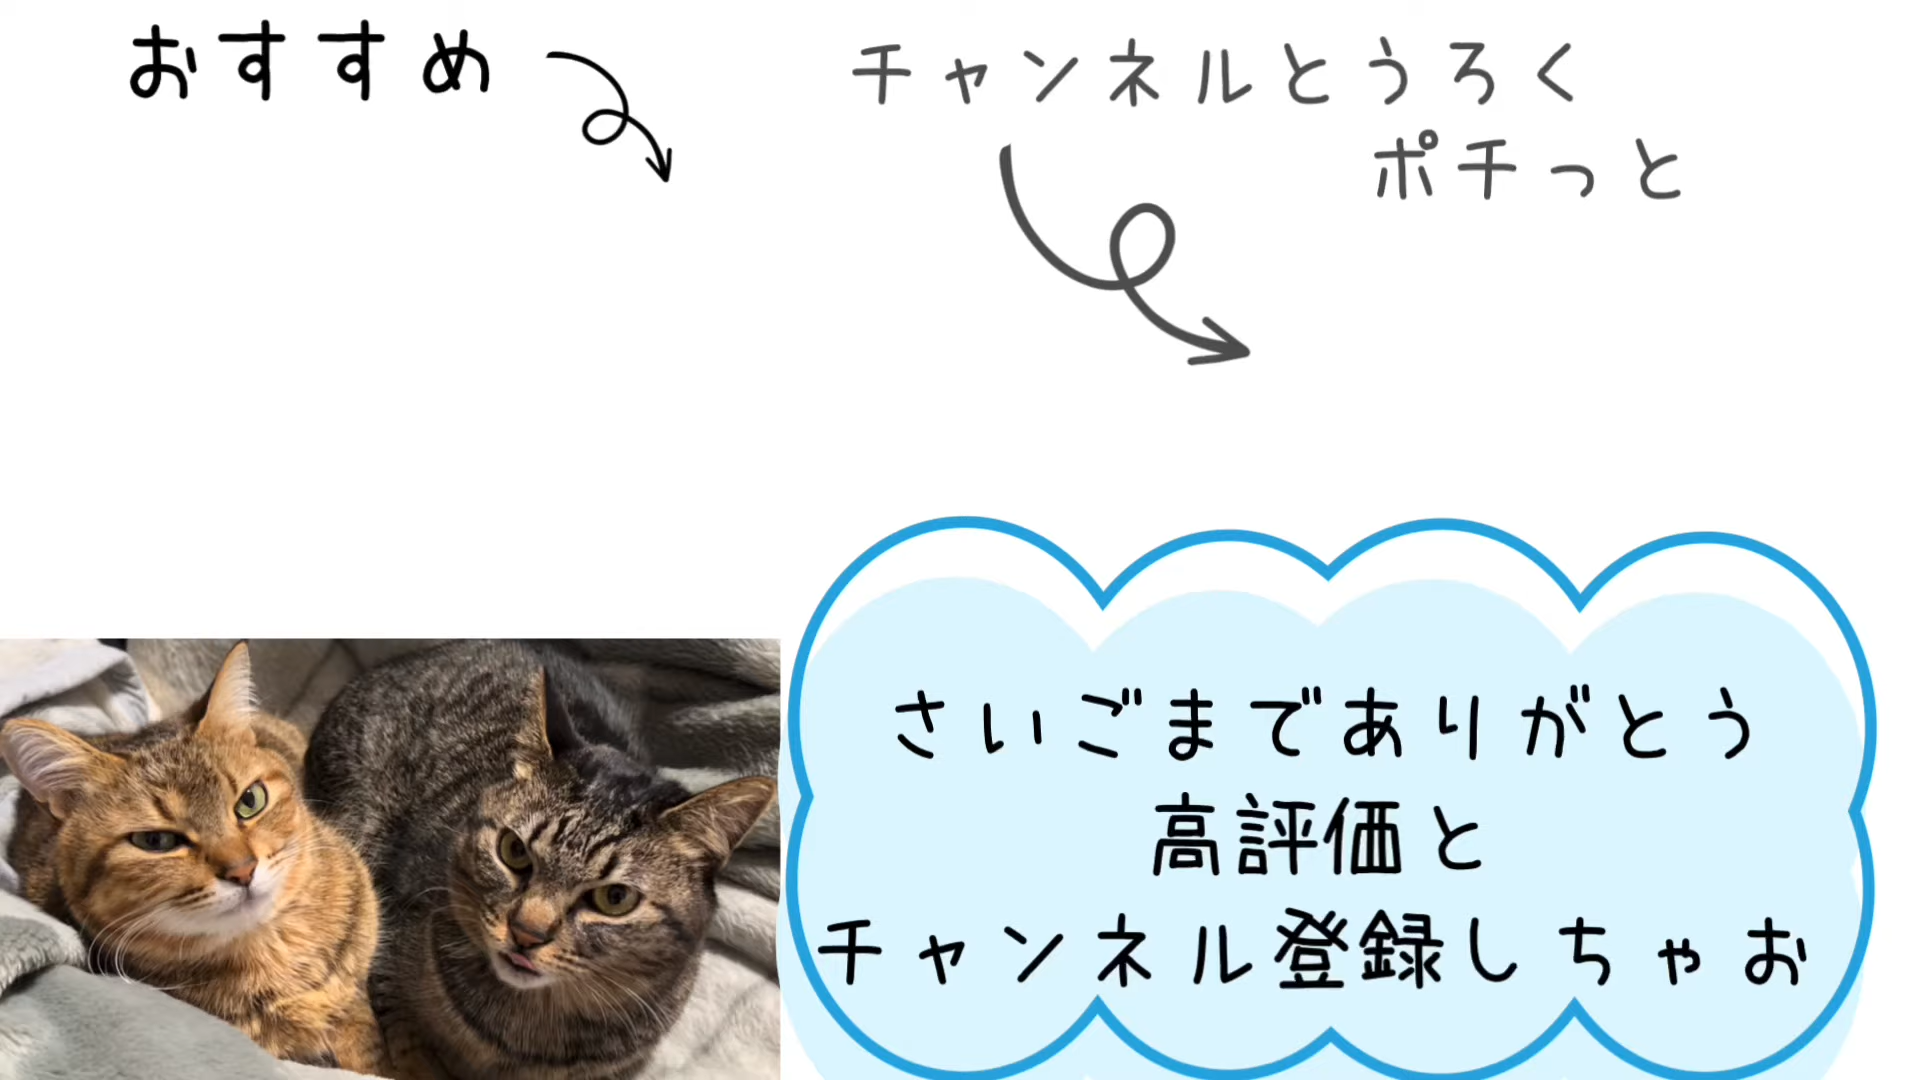 おすすめ
チャンネルとうろく
ポチっと
さいごまでありがとう
高評価と
チャンネル登録しちゃお